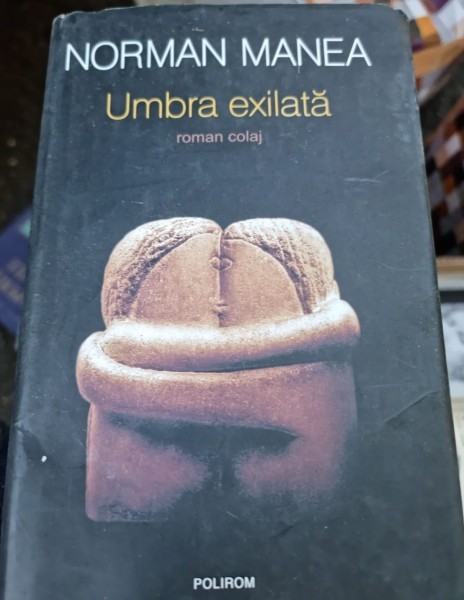 NORMAN MANEA
Umbra exilată
roman colaj
POLIROM